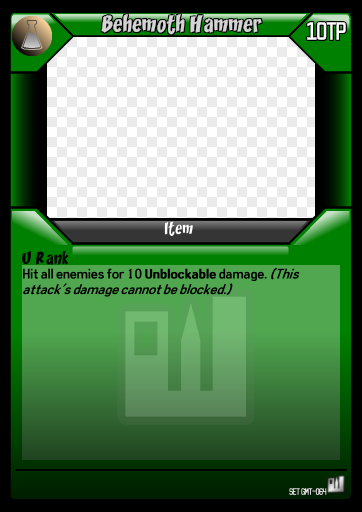 Behemoth Hammer
10TP
Item
U Rank
Hit all enemies for 10 Unblockable damage. (This
attack's damage cannot be blocked.)
SET GMT-064